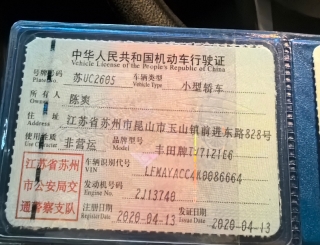 中华人民共和国机动车行驶证
Vehicle License of the People's Republic of China
号牌号码 苏UC2605 车辆类型 小型轿车
Plate No. Vehicle Type
所有人 陈寅
Owner
住址 江苏省苏州市昆山市玉山镇前进东路828号
Address
使用性质 非营运 品牌型号 丰田牌TV7121E6
Use Character Model
江苏省苏州市公安局交通警察支队
车辆识别代号
VIN LFMAYACC4K0086664
发动机号码
Engine No. ZJ13740
注册日期 2020-04-13 发证日期 2020-04-13
Register Date Issue Date